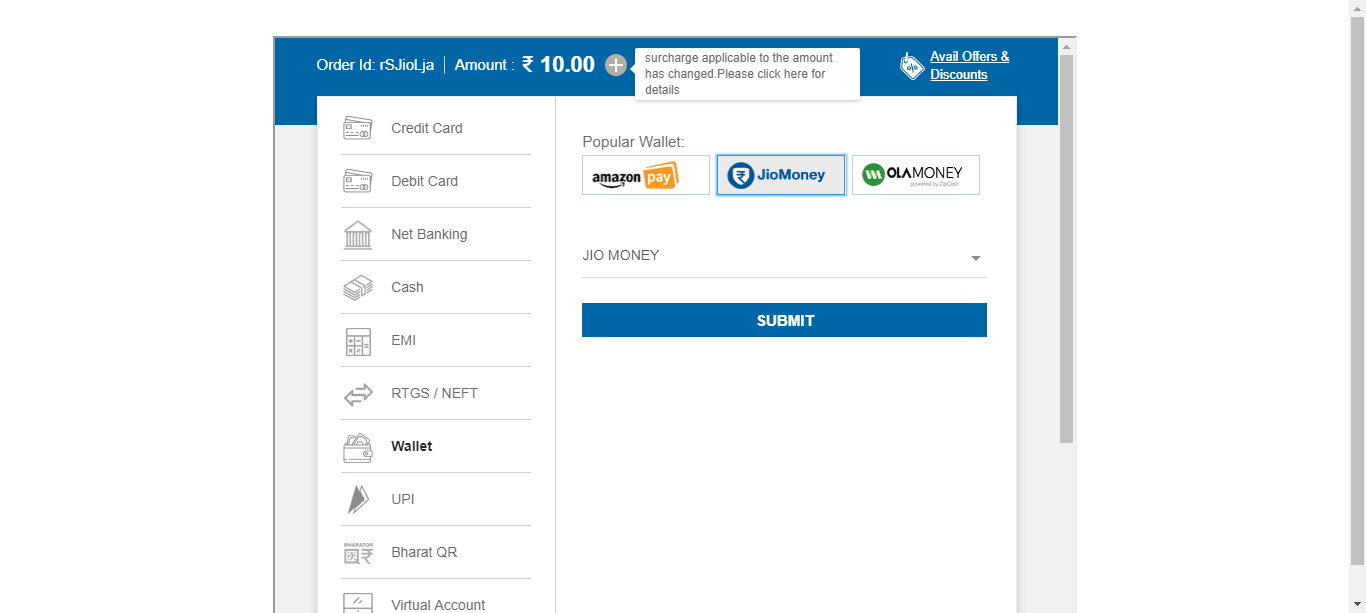 Order Id: rSJioLja
Amount : ₹ 10.00
surcharge applicable to the amount
has changed.Please click here for
details
Avail Offers &
Discounts
Credit Card
Debit Card
Net Banking
Cash
EMI
RTGS / NEFT
Wallet
UPI
BHARATQR
Bharat QR
Virtual Account
Popular Wallet:
amazon pay
JioMoney
OLAMONEY
powered by ZipCash
JIO MONEY
SUBMIT